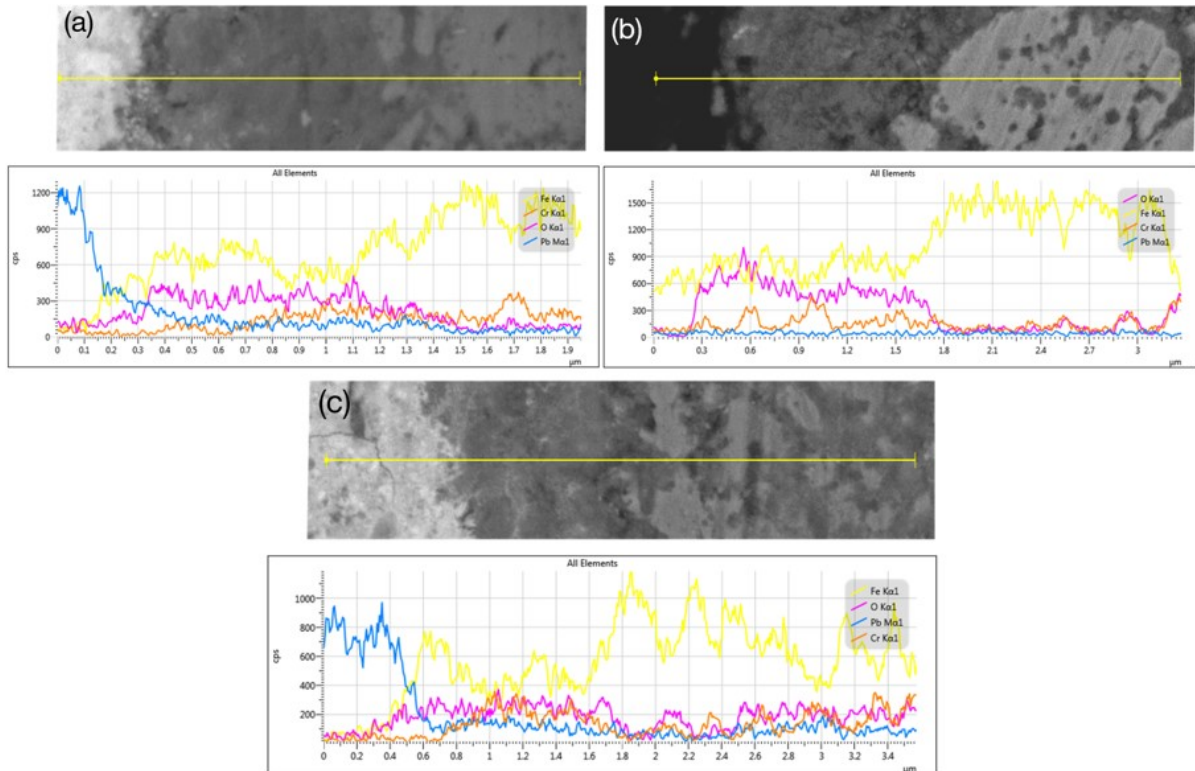 (a)
(b)
All Elements
1200
900
600
300
0
cps
Fe Kα1
Cr Kα1
O Kα1
Pb Mα1
0 0.1 0.2 0.3 0.4 0.5 0.6 0.7 0.8 0.9 1 1.1 1.2 1.3 1.4 1.5 1.6 1.7 1.8 1.9
µm
All Elements
1500
1200
900
600
300
0
cps
O Kα1
Fe Kα1
Cr Kα1
Pb Mα1
0 0.3 0.6 0.9 1.2 1.5 1.8 2.1 2.4 2.7 3
µm
(c)
All Elements
1000
800
600
400
200
cps
Fe Kα1
O Kα1
Pb Mα1
Cr Kα1
0 0.2 0.4 0.6 0.8 1 1.2 1.4 1.6 1.8 2 2.2 2.4 2.6 2.8 3 3.2 3.4
µm